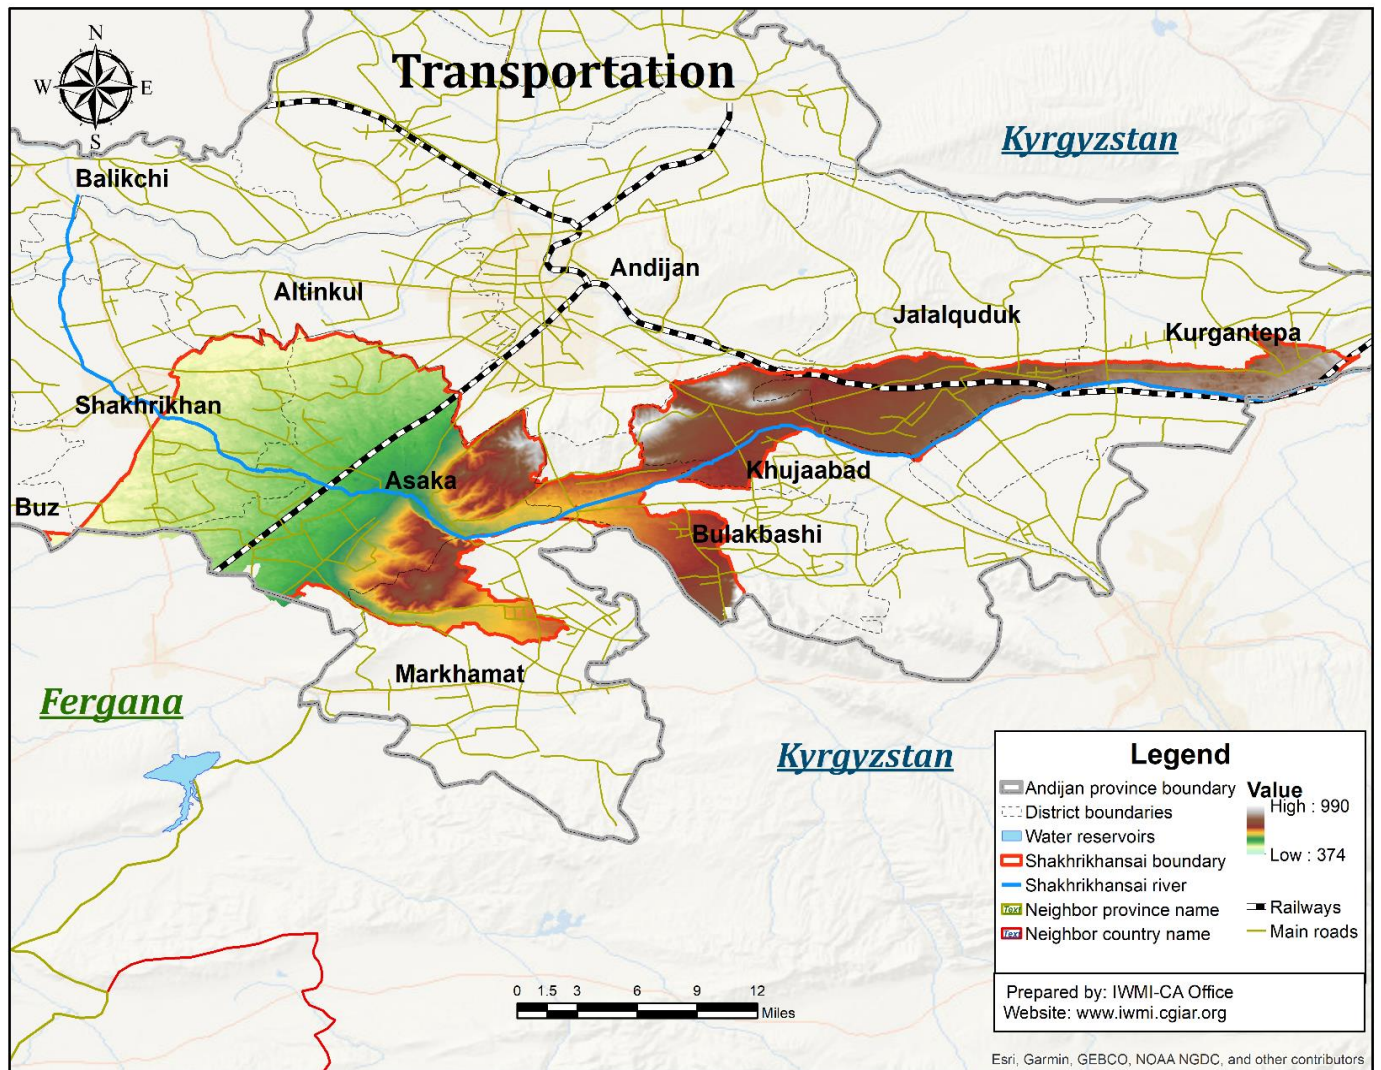 Transportation
N
W E
S
Kyrgyzstan
Balikchi
Andijan
Altinkul
Jalalquduk
Kurgantepa
Shakhrikhan
Khujaabad
Asaka
Buz
Bulakbashi
Markhamat
Fergana
Kyrgyzstan
Legend
Andijan province boundary
District boundaries
Water reservoirs
Shakhrikhansai boundary
Shakhrikhansai river
Text Neighbor province name
Text Neighbor country name
Value
High : 990
Low : 374
Railways
Main roads
0 1.5 3 6 9 12
Miles
Prepared by: IWMI-CA Office
Website: www.iwmi.cgiar.org
Esri, Garmin, GEBCO, NOAA NGDC, and other contributors